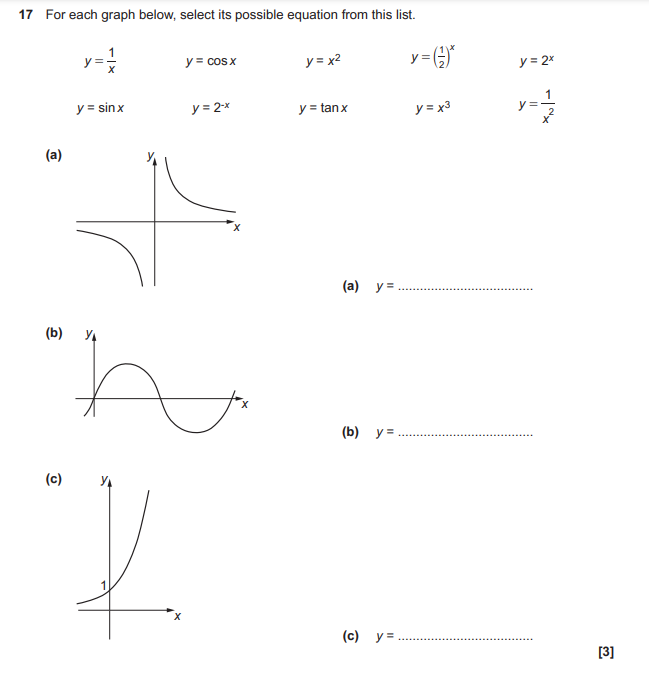 17 For each graph below, select its possible equation from this list.
y = 1/x y = cos x y = x² y = (1/2)ˣ y = 2ˣ
y = sin x y = 2⁻ˣ y = tan x y = x³ y = 1/x²
(a) y
x
(a) y = ....................................
(b) y
x
(b) y = ....................................
(c) y
1
x
(c) y = ....................................
[3]